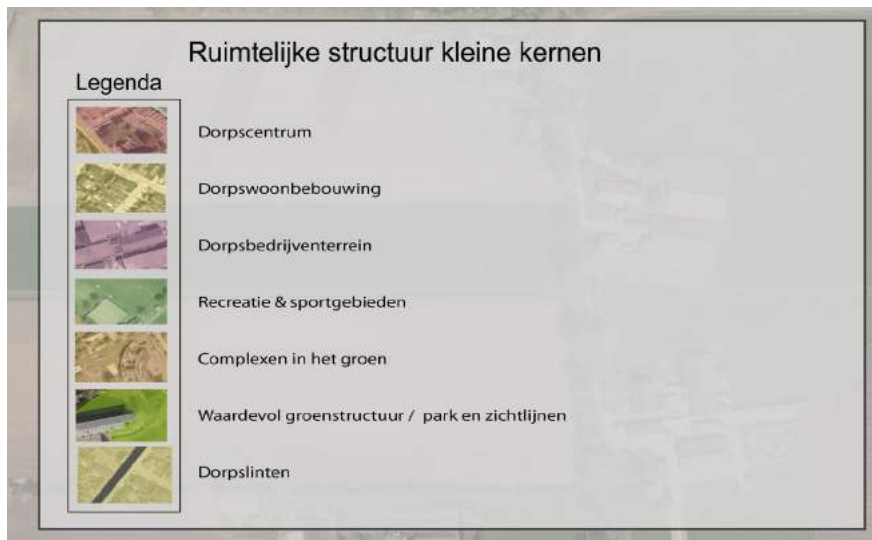 Ruimtelijke structuur kleine kernen
Legenda
Dorpscentrum
Dorpswoonbebouwing
Dorpsbedrijventerrein
Recreatie & sportgebieden
Complexen in het groen
Waardevol groenstructuur / park en zichtlijnen
Dorpslinten